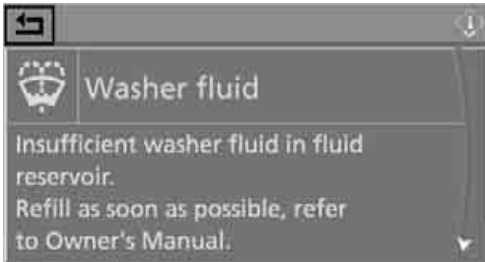 Washer fluid
Insufficient washer fluid in fluid
reservoir.
Refill as soon as possible, refer
to Owner's Manual.